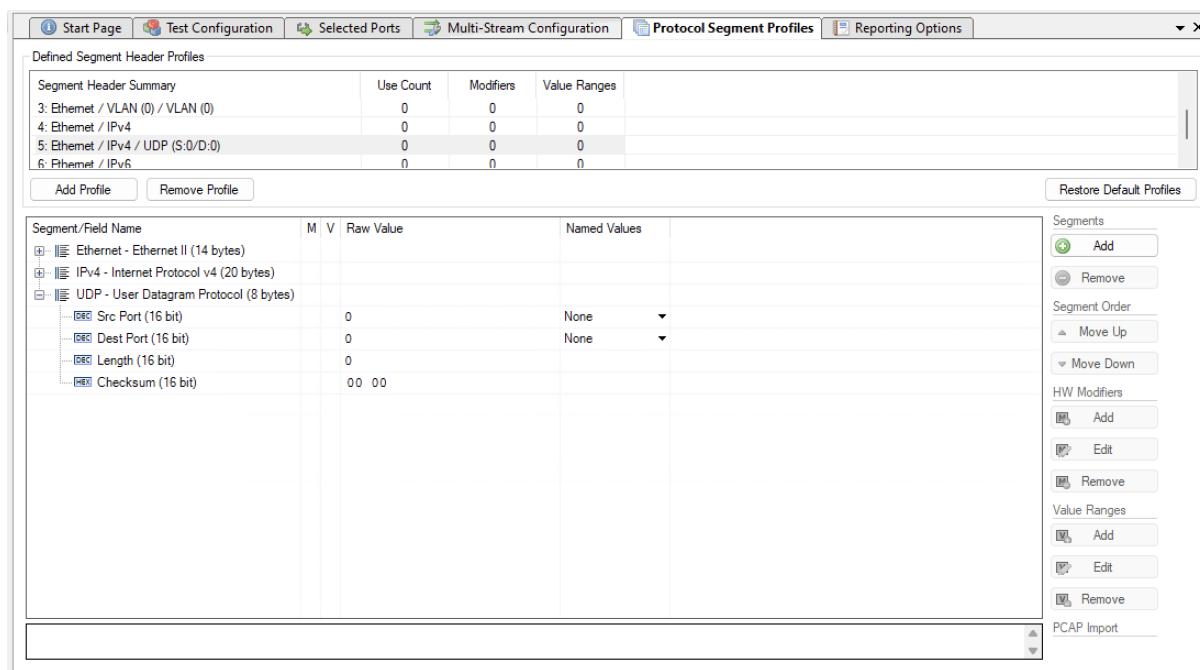 Start Page Test Configuration Selected Ports Multi-Stream Configuration Protocol Segment Profiles Reporting Options
Defined Segment Header Profiles
Segment Header Summary Use Count Modifiers Value Ranges
3: Ethernet / VLAN (0) / VLAN (0) 0 0 0
4: Ethernet / IPv4 0 0 0
5: Ethernet / IPv4 / UDP (S:0/D:0) 0 0 0
6: Ethernet / IPv6 0 0 0
Add Profile Remove Profile Restore Default Profiles
Segment/Field Name M V Raw Value Named Values
Ethernet - Ethernet II (14 bytes)
IPv4 - Internet Protocol v4 (20 bytes)
UDP - User Datagram Protocol (8 bytes)
DEC Src Port (16 bit) 0 None
DEC Dest Port (16 bit) 0 None
DEC Length (16 bit) 0
HEX Checksum (16 bit) 00 00
Segments
Add
Remove
Segment Order
Move Up
Move Down
HW Modifiers
Add
Edit
Remove
Value Ranges
Add
Edit
Remove
PCAP Import